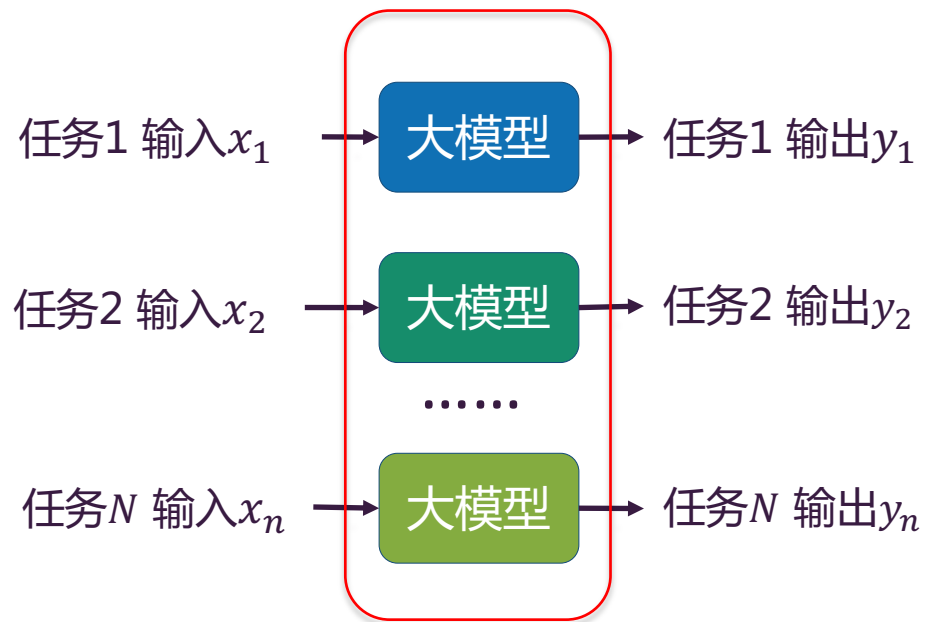 任务1 输入x₁ 大模型 任务1 输出y₁
任务2 输入x₂ 大模型 任务2 输出y₂
……
任务N 输入xₙ 大模型 任务N 输出yₙ